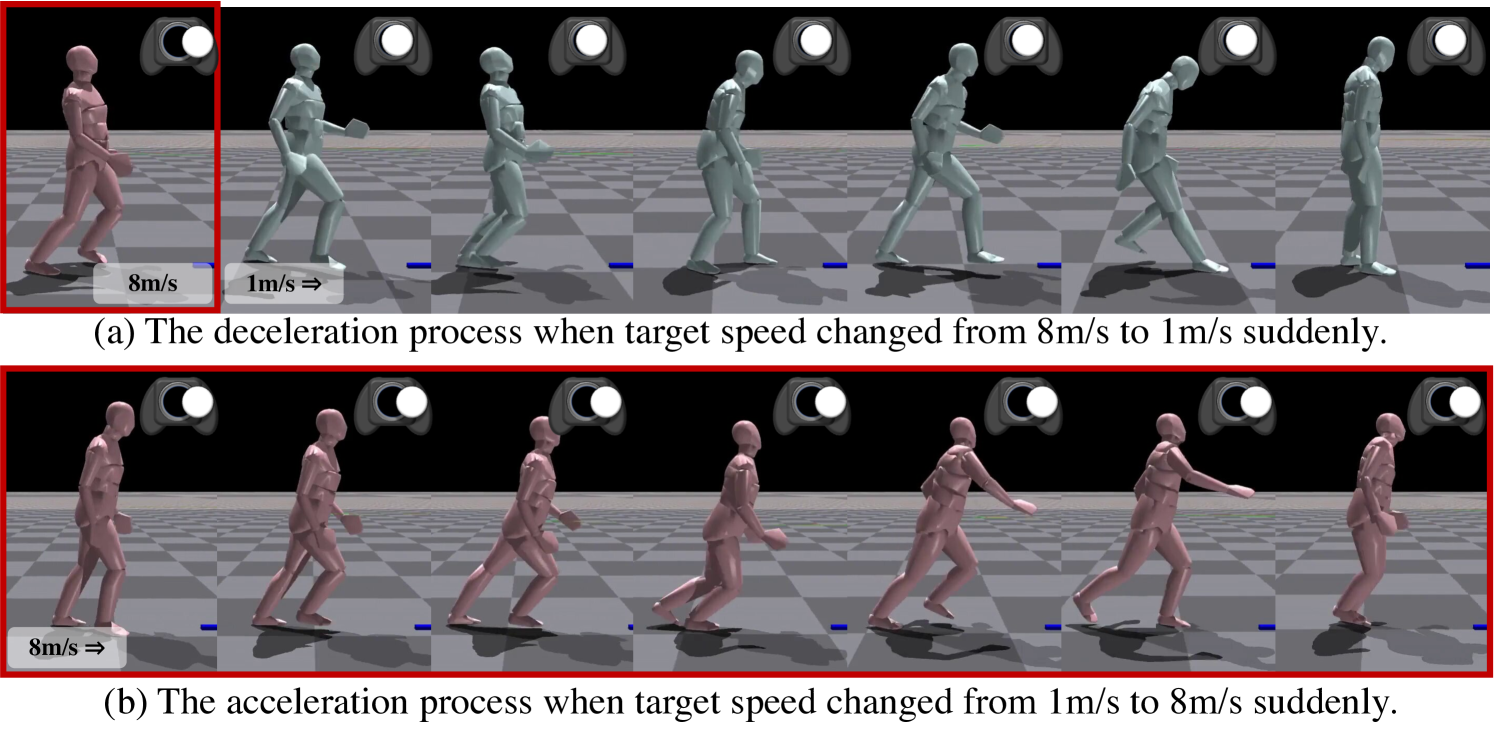 8m/s
1m/s ⇒
(a) The deceleration process when target speed changed from 8m/s to 1m/s suddenly.
8m/s ⇒
(b) The acceleration process when target speed changed from 1m/s to 8m/s suddenly.